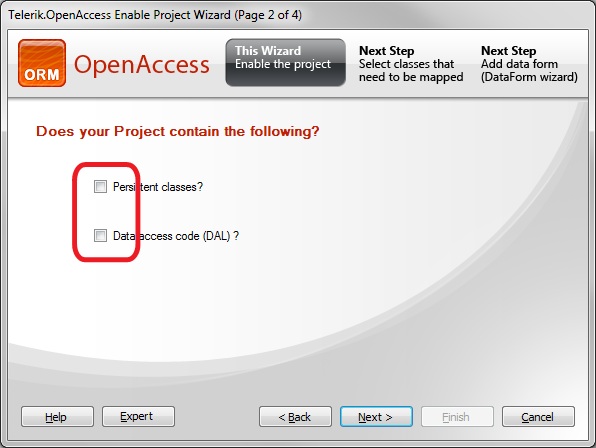 Telerik.OpenAccess Enable Project Wizard (Page 2 of 4)
ORM
OpenAccess
This Wizard
Enable the project
Next Step
Select classes that
need to be mapped
Next Step
Add data form
(DataForm wizard)
Does your Project contain the following?
Persistent classes?
Data access code (DAL) ?
Help
Expert
< Back
Next >
Finish
Cancel